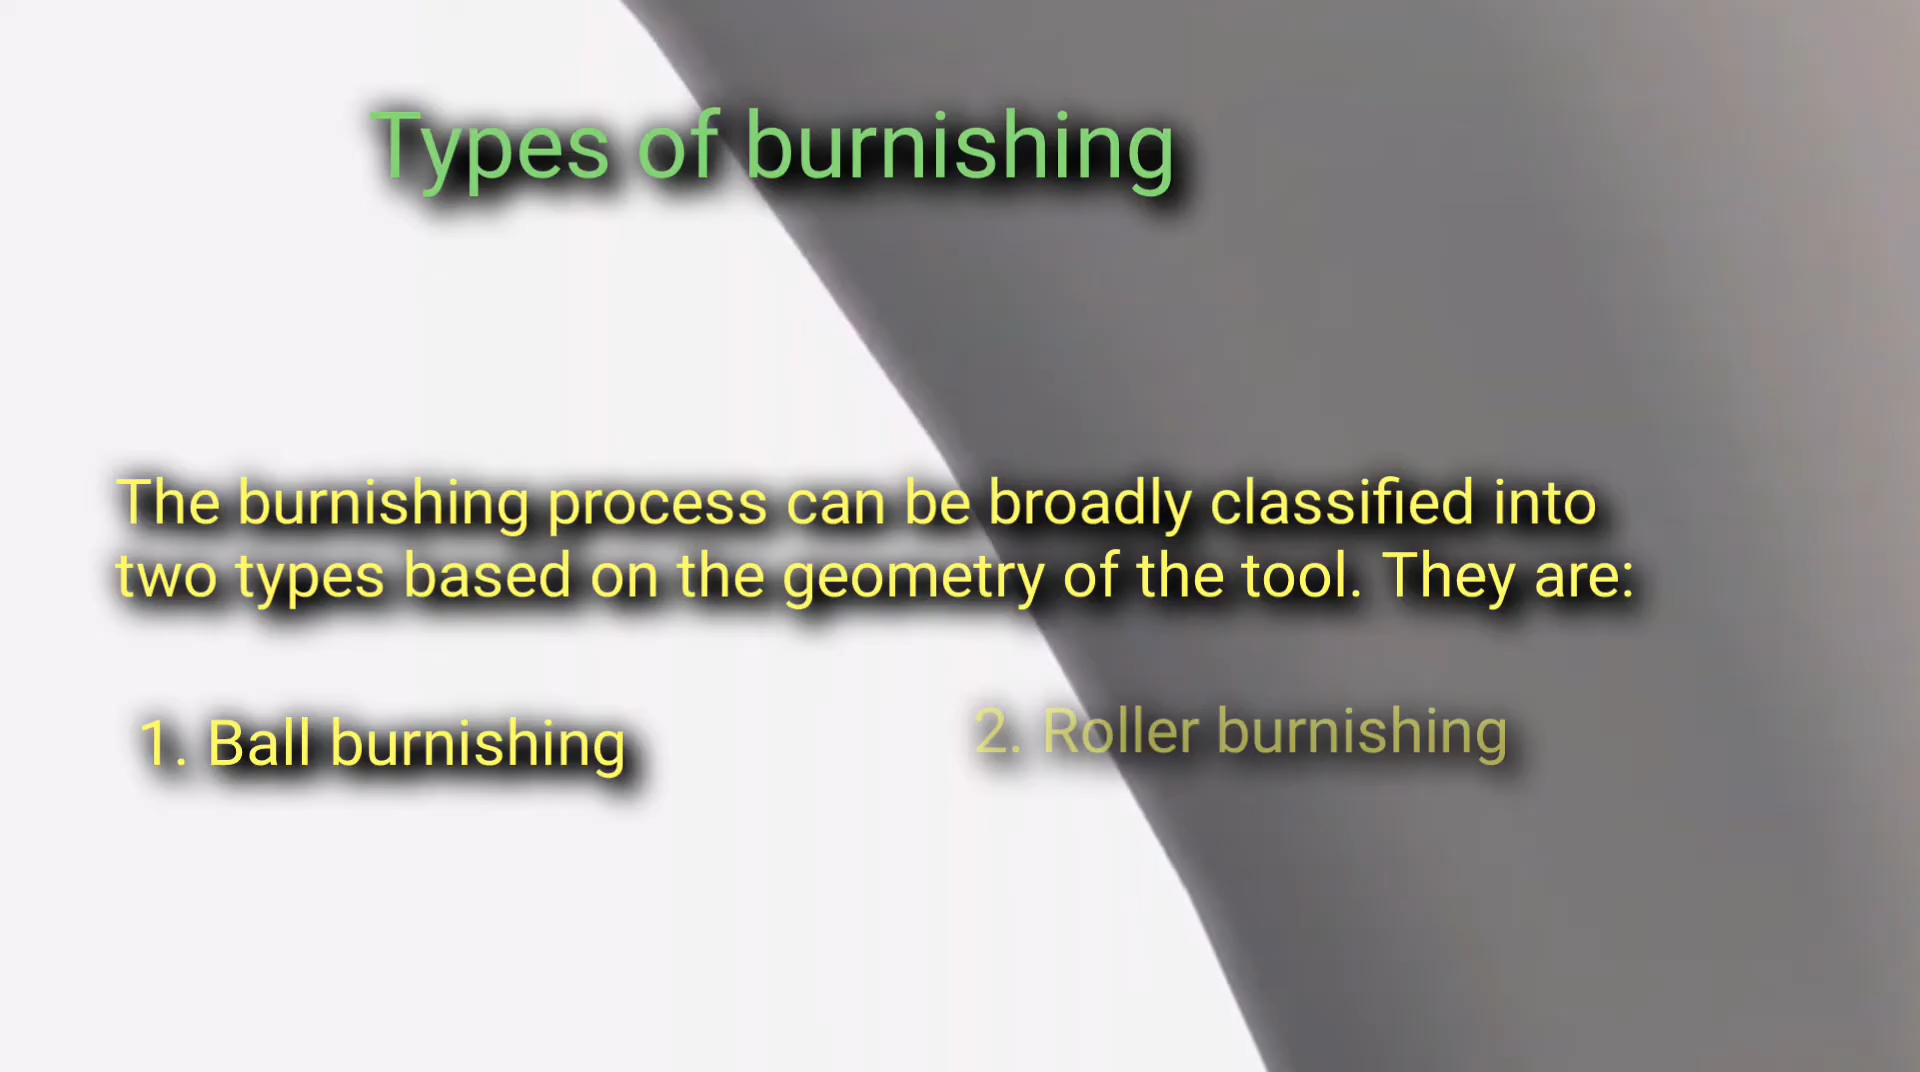 Types of burnishing
The burnishing process can be broadly classified into
two types based on the geometry of the tool. They are:
1. Ball burnishing
2. Roller burnishing